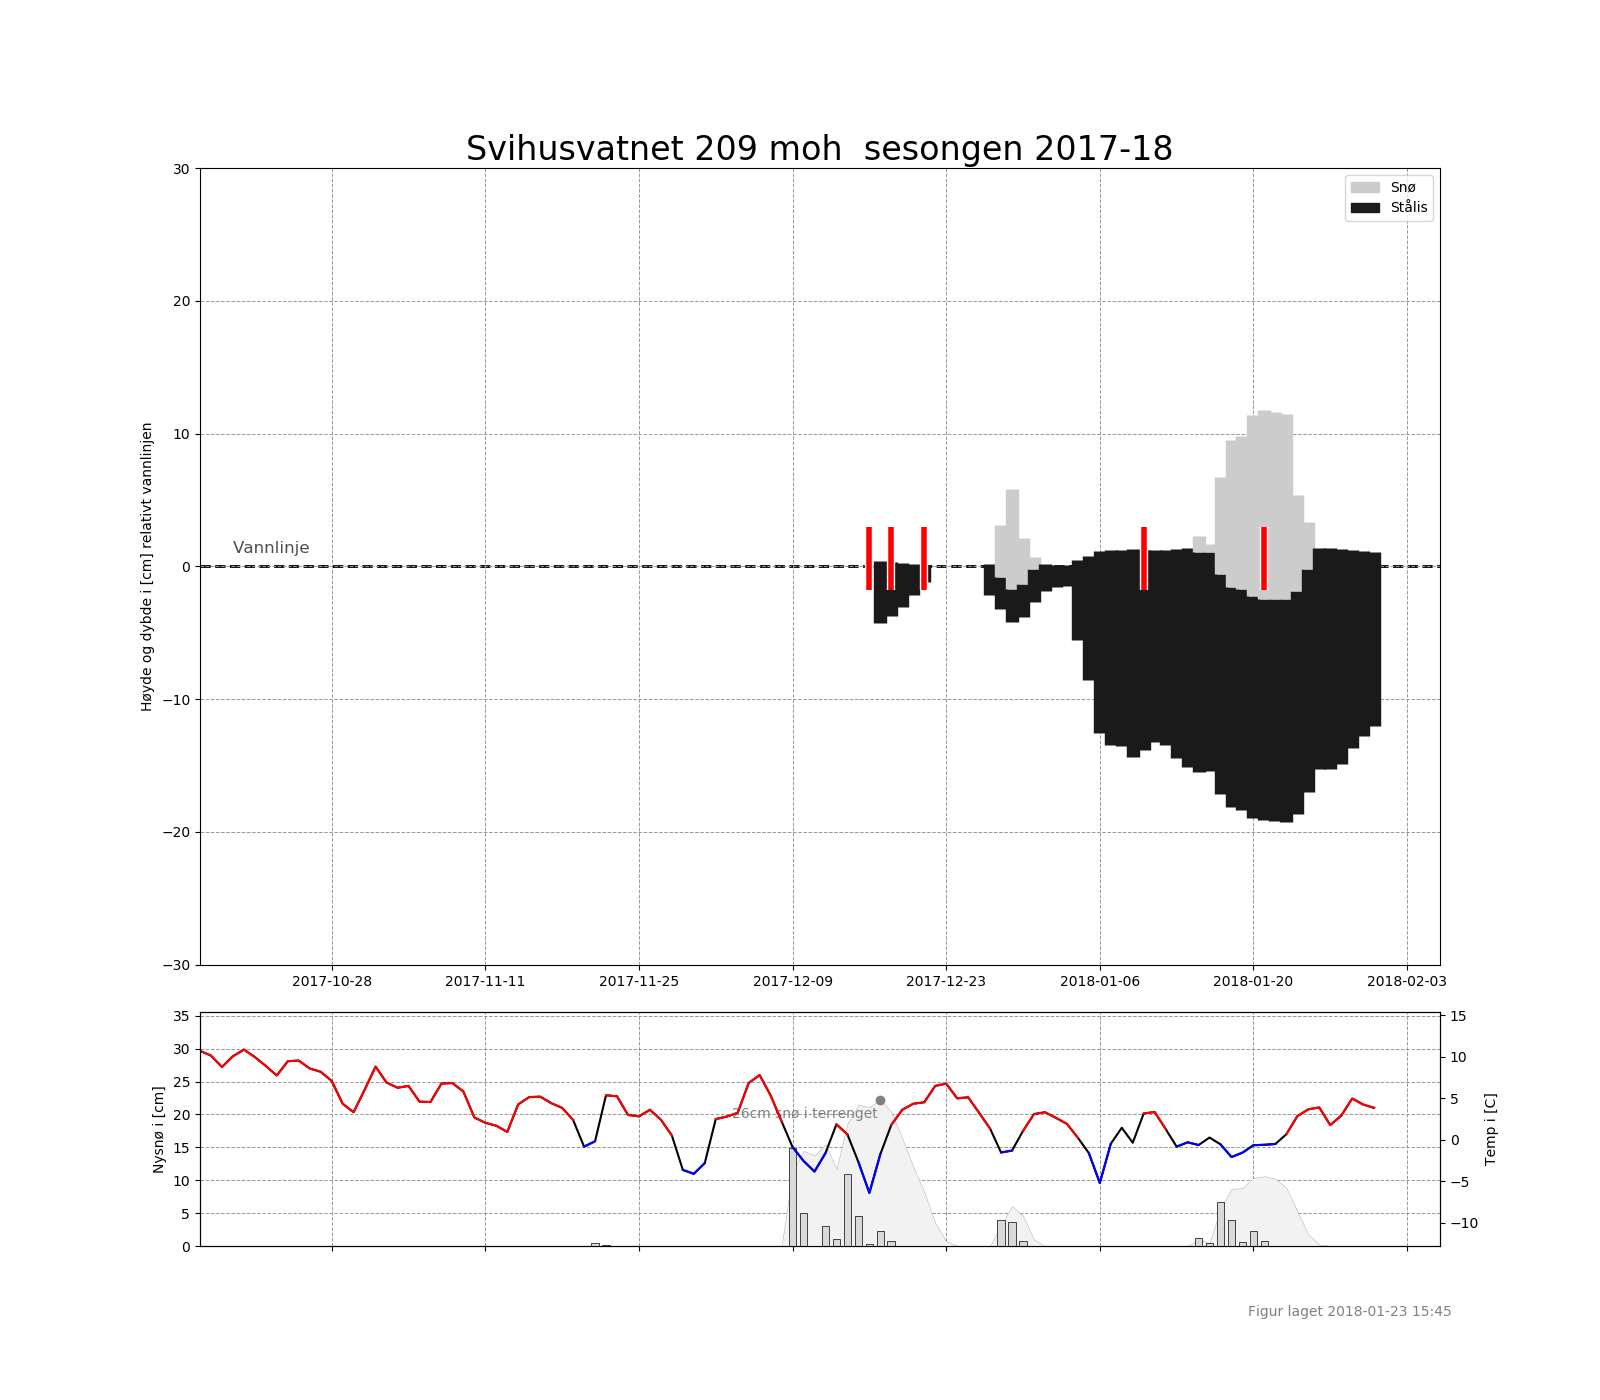 Svihusvatnet 209 moh  sesongen 2017-18
Snø
Stålis
Høyde og dybde i [cm] relativt vannlinjen
30
20
10
0
−10
−20
−30
Vannlinje
2017-10-28 2017-11-11 2017-11-25 2017-12-09 2017-12-23 2018-01-06 2018-01-20 2018-02-03
Nysnø i [cm]
35
30
25
20
15
10
5
0
26cm snø i terrenget
15
10
5
0
−5
−10
Temp i [C]
Figur laget 2018-01-23 15:45